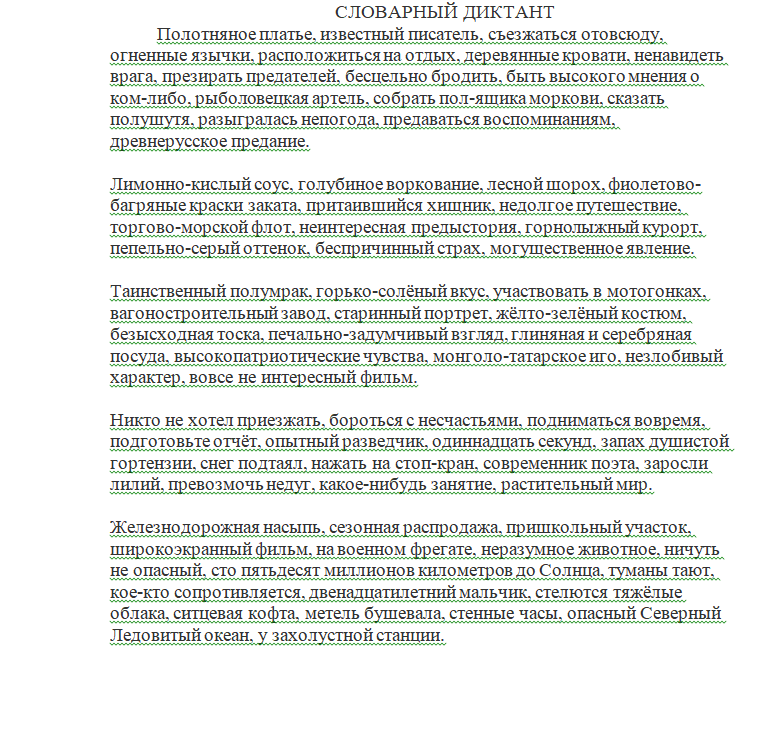 СЛОВАРНЫЙ ДИКТАНТ
Полотняное платье, известный писатель, съезжаться отовсюду,
огненные язычки, расположиться на отдых, деревянные кровати, ненавидеть
врага, презирать предателей, бесцельно бродить, быть высокого мнения о
ком-либо, рыболовецкая артель, собрать пол-ящика моркови, сказать
полушутя, разыгралась непогода, предаваться воспоминаниям,
древнерусское предание.
Лимонно-кислый соус, голубиное воркование, лесной шорох, фиолетово-
багряные краски заката, притаившийся хищник, недолгое путешествие,
торгово-морской флот, неинтересная предыстория, горнолыжный курорт,
пепельно-серый оттенок, беспричинный страх, могущественное явление.
Таинственный полумрак, горько-солёный вкус, участвовать в мотогонках,
вагоностроительный завод, старинный портрет, жёлто-зелёный костюм,
безысходная тоска, печально-задумчивый взгляд, глиняная и серебряная
посуда, высокопатриотические чувства, монголо-татарское иго, незлобивый
характер, вовсе не интересный фильм.
Никто не хотел приезжать, бороться с несчастьями, подниматься вовремя,
подготовьте отчёт, опытный разведчик, одиннадцать секунд, запах душистой
гортензии, снег подтаял, нажать на стоп-кран, современник поэта, заросли
лилий, превозмочь недуг, какое-нибудь занятие, растительный мир.
Железнодорожная насыпь, сезонная распродажа, пришкольный участок,
широкоэкранный фильм, на военном фрегате, неразумное животное, ничуть
не опасный, сто пятьдесят миллионов километров до Солнца, туманы тают,
кое-кто сопротивляется, двенадцатилетний мальчик, стелются тяжёлые
облака, ситцевая кофта, метель бушевала, стенные часы, опасный Северный
Ледовитый океан, у захолустной станции.